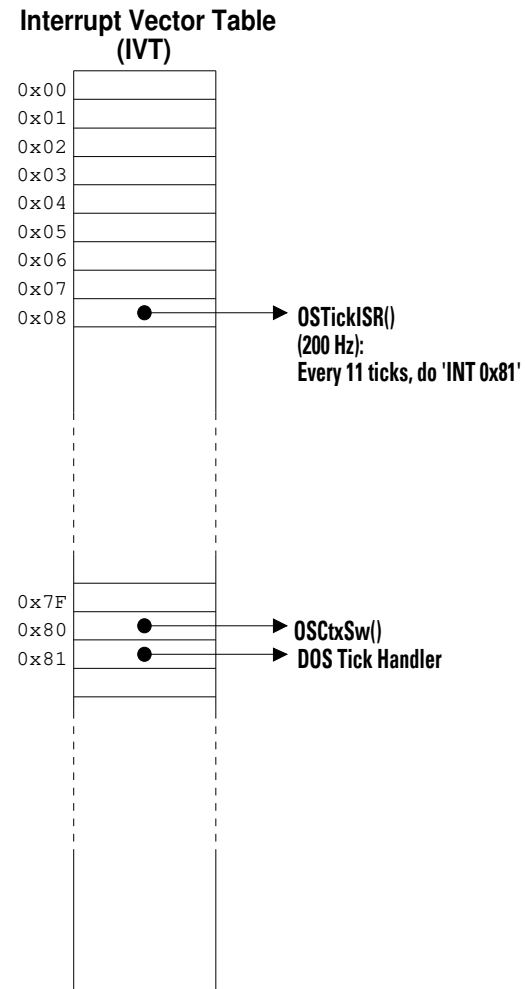 Interrupt Vector Table
(IVT)
0x00
0x01
0x02
0x03
0x04
0x05
0x06
0x07
0x08
OSTickISR()
(200 Hz):
Every 11 ticks, do 'INT 0x81'
0x7F
0x80
OSCtxSw()
0x81
DOS Tick Handler